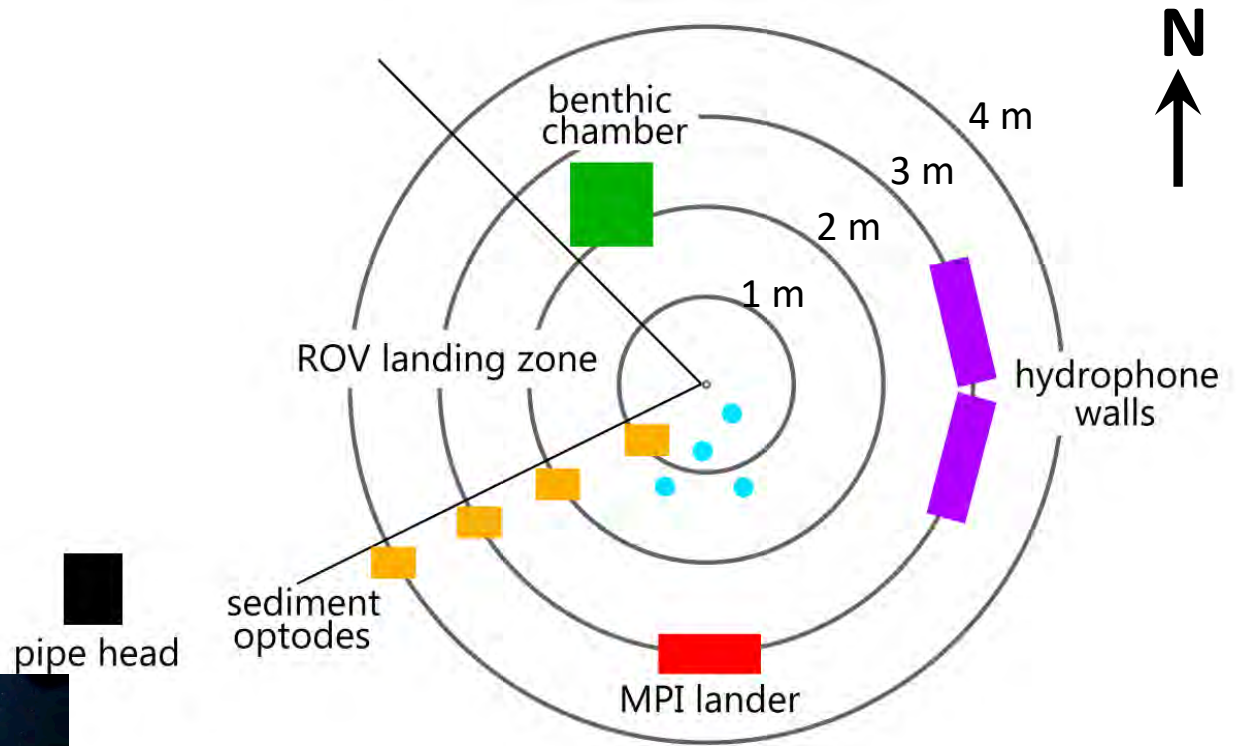 N
4 m
benthic
chamber
3 m
2 m
1 m
ROV landing zone
hydrophone
walls
sediment
optodes
pipe head
MPI lander